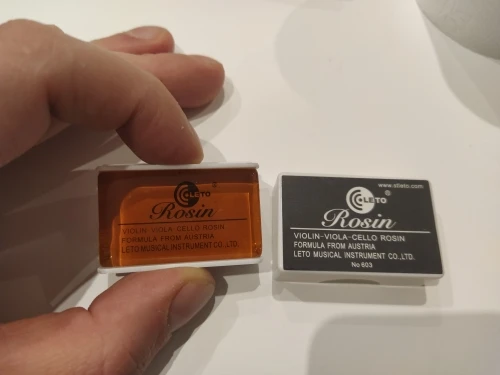 LETO ®
Rosin
VIOLIN-VIOLA-CELLO ROSIN
FORMULA FROM AUSTRIA
LETO MUSICAL INSTRUMENT CO.,LTD.
www.stleto.com
LETO ®
Rosin
VIOLIN-VIOLA-CELLO ROSIN
FORMULA FROM AUSTRIA
LETO MUSICAL INSTRUMENT CO.,LTD.
No 603